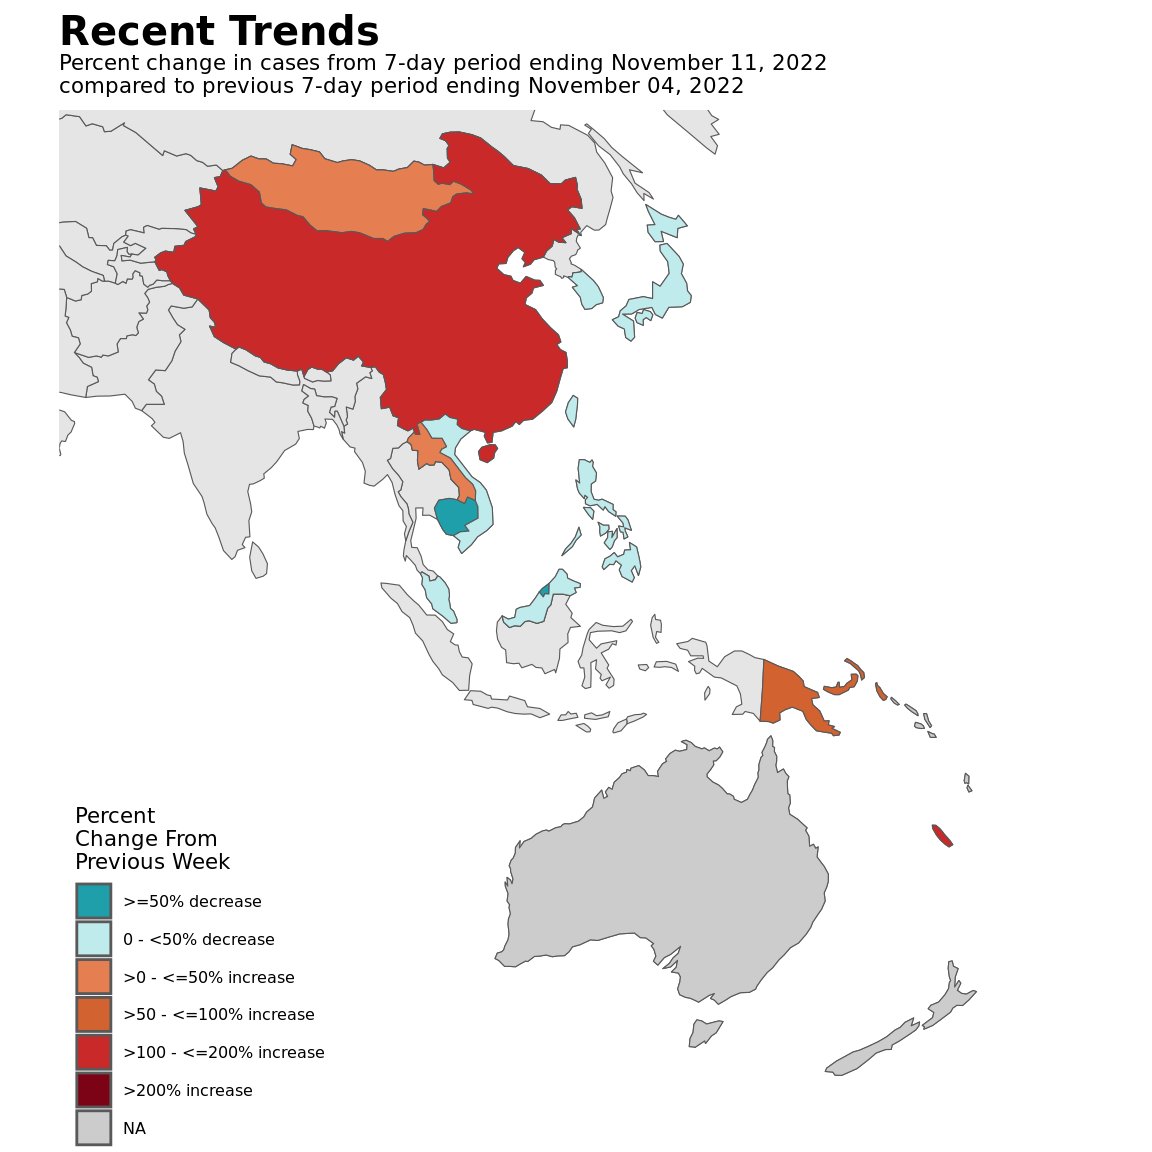 Recent Trends
Percent change in cases from 7-day period ending November 11, 2022
compared to previous 7-day period ending November 04, 2022
Percent
Change From
Previous Week
>=50% decrease
0 - <50% decrease
>0 - <=50% increase
>50 - <=100% increase
>100 - <=200% increase
>200% increase
NA